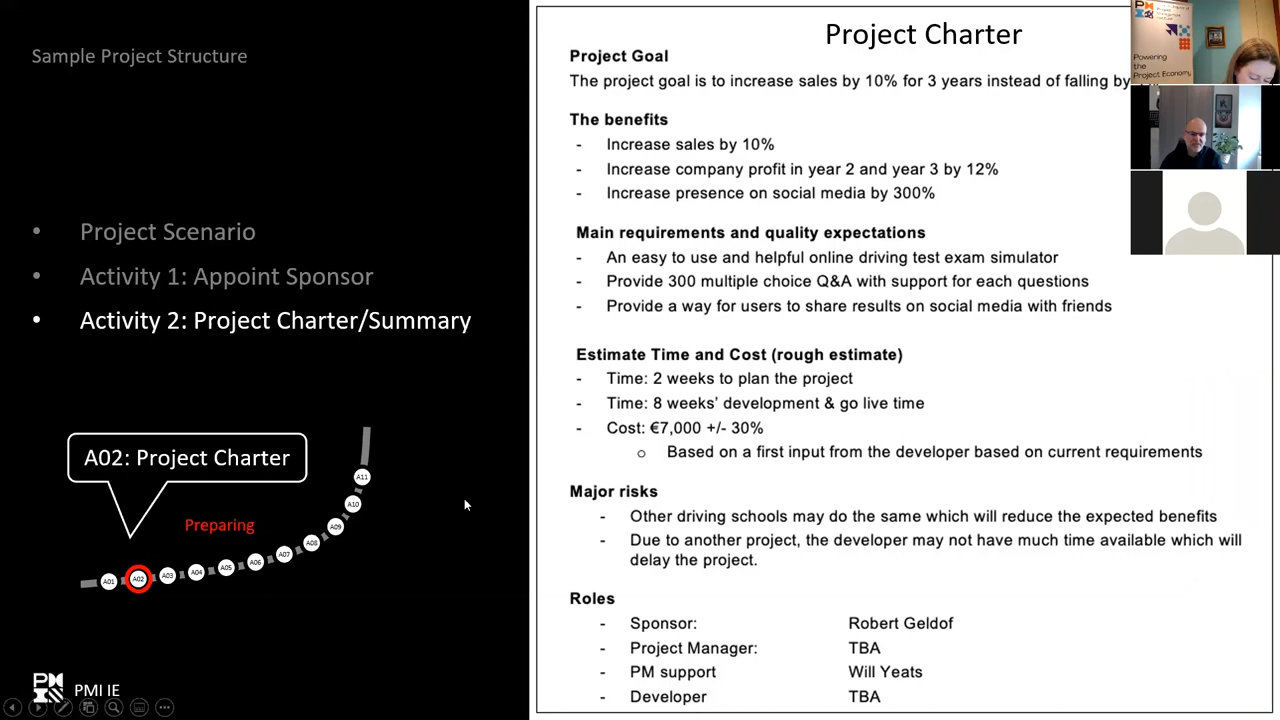 Sample Project Structure
• Project Scenario
• Activity 1: Appoint Sponsor
• Activity 2: Project Charter/Summary
A02: Project Charter
Preparing
A01
A02
A03
A04
A05
A06
A07
A08
A09
A10
A11
PMI IE
Project Charter
Project Goal
The project goal is to increase sales by 10% for 3 years instead of falling by
The benefits
- Increase sales by 10%
- Increase company profit in year 2 and year 3 by 12%
- Increase presence on social media by 300%
Main requirements and quality expectations
- An easy to use and helpful online driving test exam simulator
- Provide 300 multiple choice Q&A with support for each questions
- Provide a way for users to share results on social media with friends
Estimate Time and Cost (rough estimate)
- Time: 2 weeks to plan the project
- Time: 8 weeks’ development & go live time
- Cost: €7,000 +/- 30%
o Based on a first input from the developer based on current requirements
Major risks
- Other driving schools may do the same which will reduce the expected benefits
- Due to another project, the developer may not have much time available which will
delay the project.
Roles
- Sponsor: Robert Geldof
- Project Manager: TBA
- PM support Will Yeats
- Developer TBA
Powering
the
Project Economy